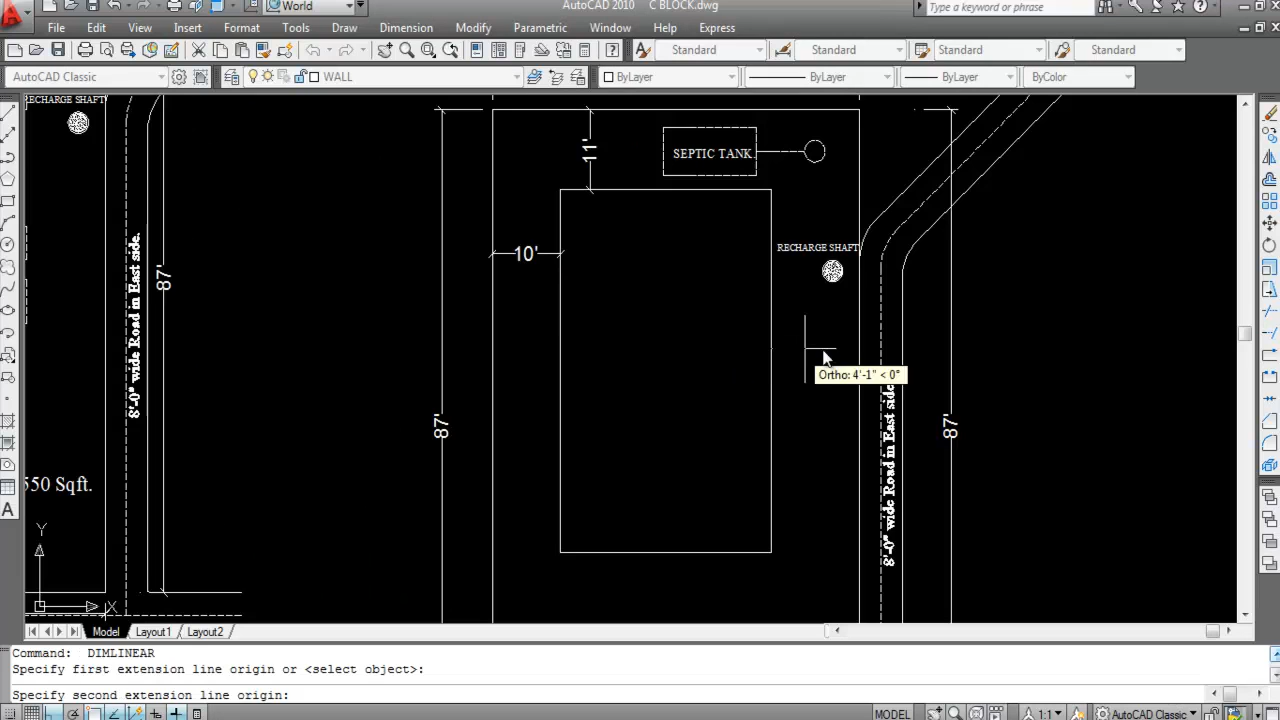 AutoCAD 2010 C BLOCK.dwg
World
Type a keyword or phrase
File Edit View Insert Format Tools Draw Dimension Modify Parametric Express Window Help
Standard Standard Standard Standard
AutoCAD Classic WALL ByLayer ByLayer ByLayer ByColor
RECHARGE SHAFT
11'
SEPTIC TANK.
10'
RECHARGE SHAFT
8'-0" wide Road in East side.
87'
87'
Ortho: 4'-1" < 0°
8'-0" wide Road in East side.
87'
550 Sqft.
Y
X
Model Layout1 Layout2
Command: DIMLINEAR
Specify first extension line origin or <select object>:
Specify second extension line origin:
MODEL 1:1 AutoCAD Classic
A